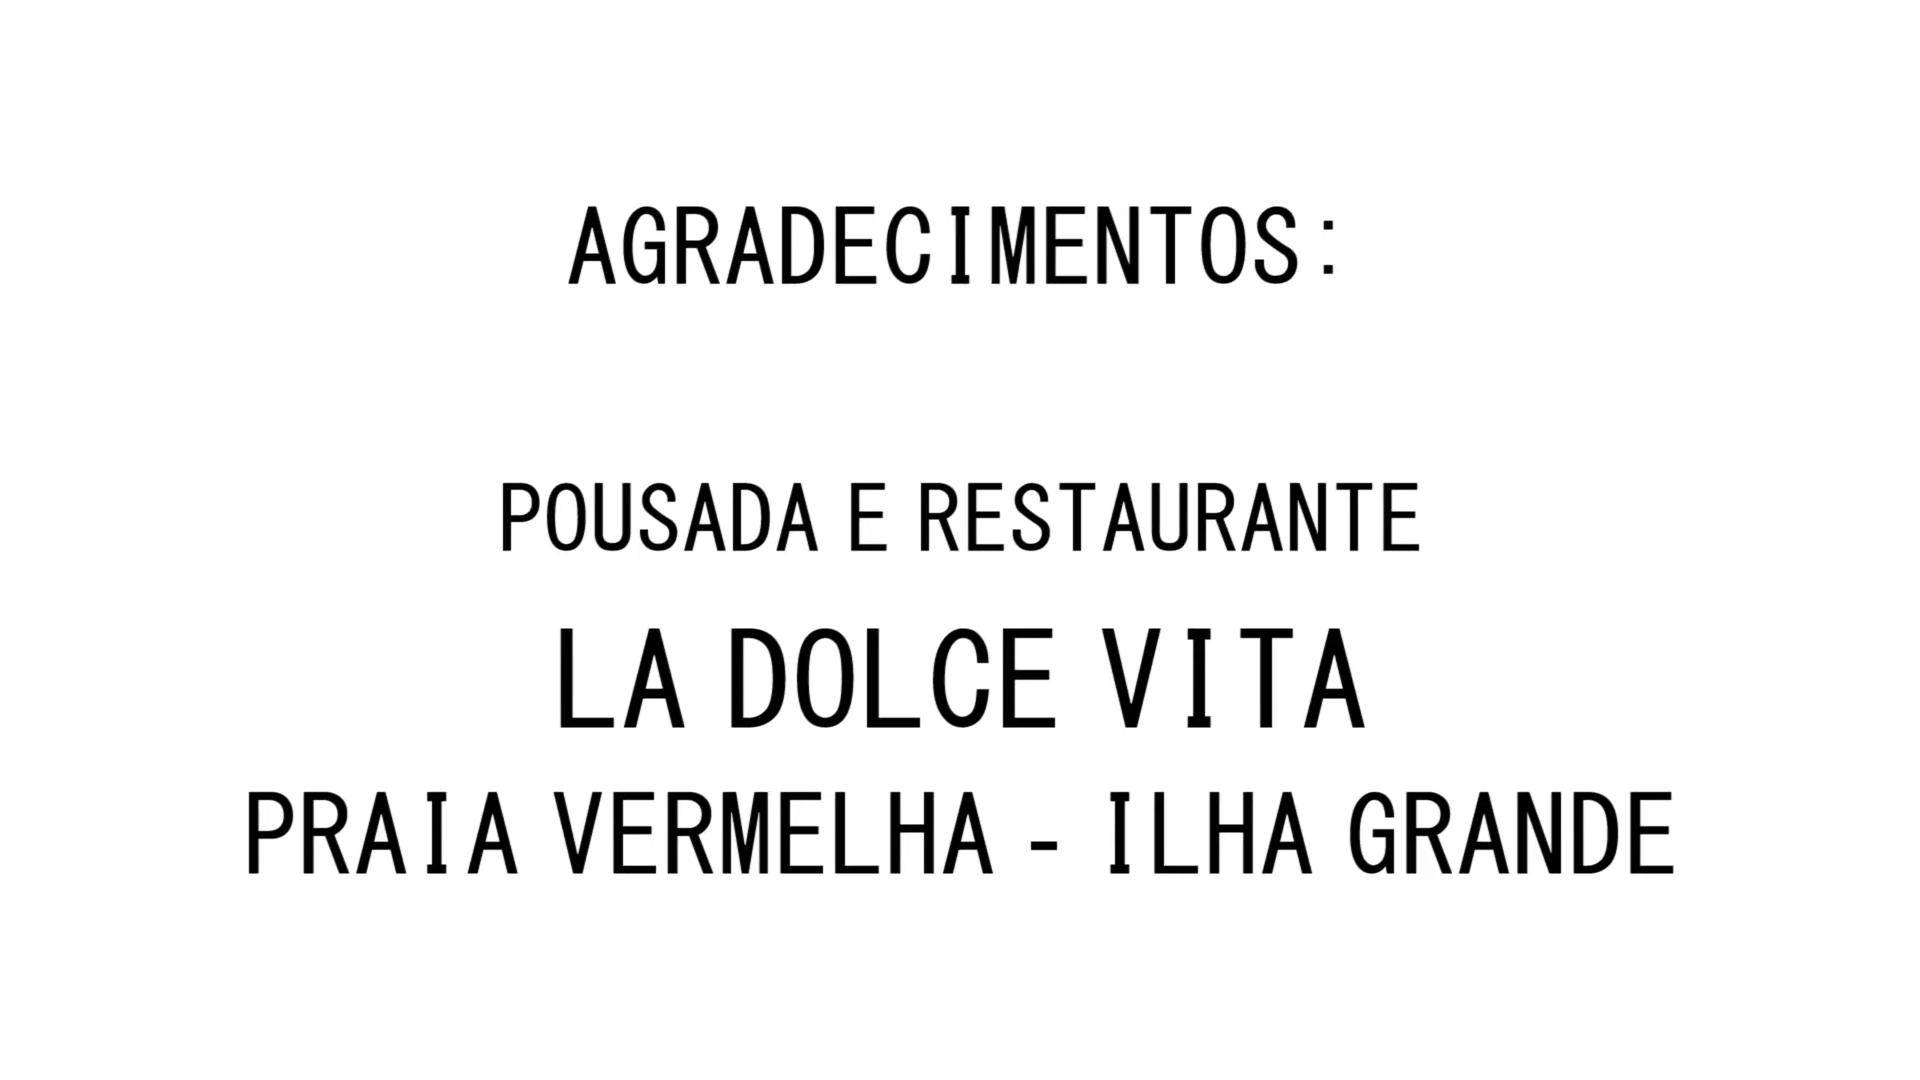 AGRADECIMENTOS:
POUSADA E RESTAURANTE
LA DOLCE VITA
PRAIA VERMELHA - ILHA GRANDE